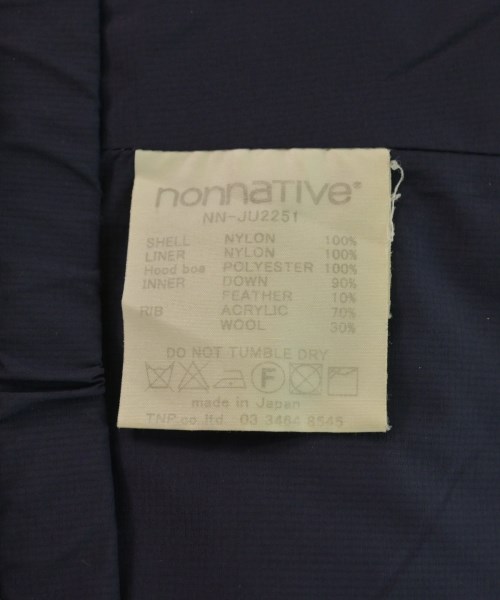 nonnative®
NN-JU2251
SHELL NYLON 100%
LINER NYLON 100%
Hood boa POLYESTER 100%
INNER DOWN 90%
FEATHER 10%
RIB ACRYLIC 70%
WOOL 30%
DO NOT TUMBLE DRY
F
made in Japan
TNP co.ltd. 03 3464 8545